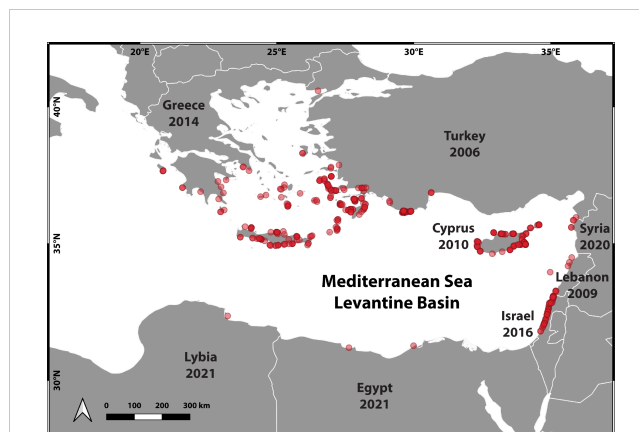 20°E
25°E
30°E
35°E
40°N
Greece
2014
Turkey
2006
35°N
Cyprus
2010
Syria
2020
Mediterranean Sea
Levantine Basin
Lebanon
2009
Israel
2016
Lybia
2021
30°N
Egypt
2021
0
100
200
300 km